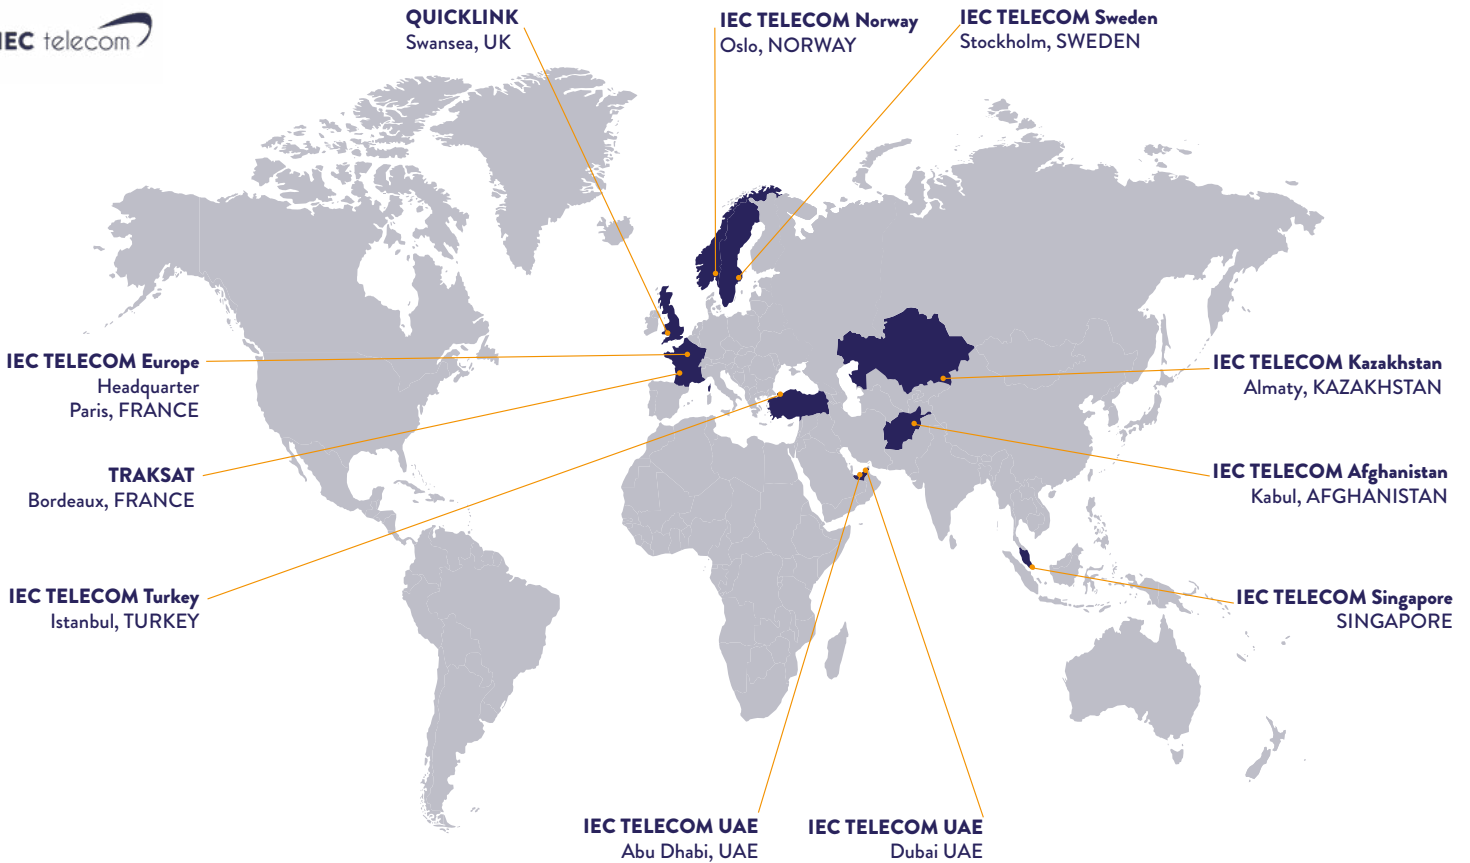 IEC telecom
QUICKLINK
Swansea, UK
IEC TELECOM Norway
Oslo, NORWAY
IEC TELECOM Sweden
Stockholm, SWEDEN
IEC TELECOM Europe
Headquarter
Paris, FRANCE
TRAKSAT
Bordeaux, FRANCE
IEC TELECOM Turkey
Istanbul, TURKEY
IEC TELECOM Kazakhstan
Almaty, KAZAKHSTAN
IEC TELECOM Afghanistan
Kabul, AFGHANISTAN
IEC TELECOM Singapore
SINGAPORE
IEC TELECOM UAE
Abu Dhabi, UAE
IEC TELECOM UAE
Dubai UAE